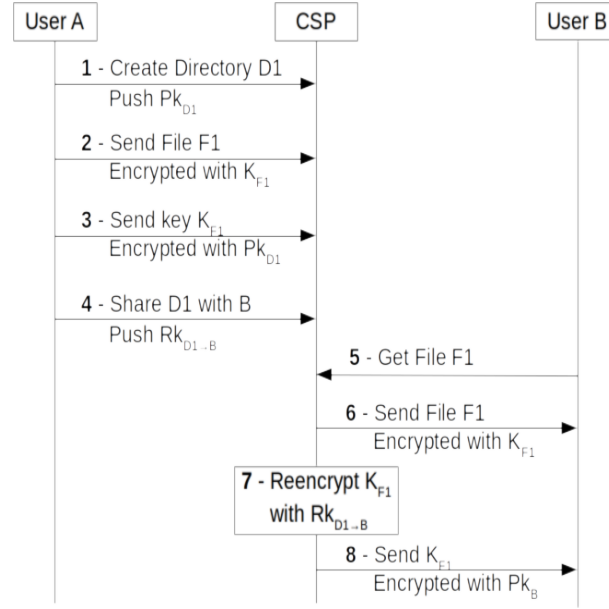 User A
CSP
User B
1 - Create Directory D1
Push Pk_D1
2 - Send File F1
Encrypted with K_F1
3 - Send key K_F1
Encrypted with Pk_D1
4 - Share D1 with B
Push Rk_D1→B
5 - Get File F1
6 - Send File F1
Encrypted with K_F1
7 - Reencrypt K_F1
with Rk_D1→B
8 - Send K_F1
Encrypted with Pk_B